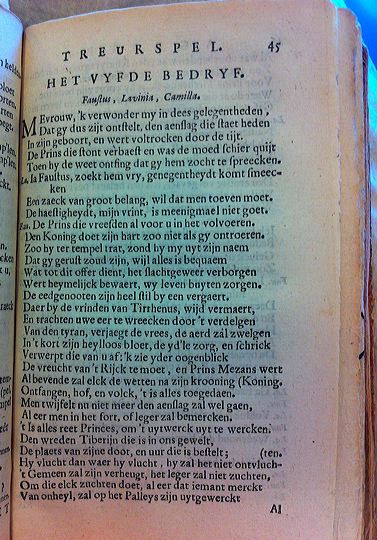 TREURSPEL. 45
HET VYFDE BEDRYF.
Faustus, Lavinia, Camilla.
MEvrouw, 'k verwonder my in dees gelegentheden,
Dat gy dus zijt ontstelt, den aenslag die staet heden
In zijn geboort, en wert voltrocken door de tijt.
De Prins die stont verbaest en was de moed schier quijt
Toen hy de weet ontfing dat gy hem zocht te spreecken.
La. Ia Faustus, zoekt hem vry, genegentheydt komt smeec-
ken
Een zaeck van groot belang, wil dat men toeven moet.
De haestigheydt, mijn vrint, is meenigmael niet goet.
Fau. De Prins die vreesden al voor u in het volvoeren.
Den Koning doet zijn hart zoo niet als gy ontroeren.
Zoo hy ter tempel trat, zond hy my uyt zijn naem
Dat gy gerust zoud zijn, wijl alles is bequaem
Wat tot dit offer dient, het slachtgeweer verborgen
Wert heymelijck bewaert, wy leven buyten zorgen.
De eedgenooten zijn heel stil by een vergaert.
Daer by de vrinden van Tirrhenus, wijd vermaert,
En trachten uwe eer te wreecken door 't verdelgen
Van den tyran, verjaegt de vrees, de aerd zal zwelgen
In 't kort zijn heylloos bloet, de yd'le zorg, en schrick
Verwerpt die van u af: 'k zie yder oogenblick
De vreucht van 't Rijck te moet, en Prins Mezans wert
Al bevende zal elck de wetten na zijn krooning (Koning.
Ontfangen, hof, en volck, 't is alles toegedaen.
Men twijfelt nu niet meer den aenslag zal wel gaen,
Al eer men in het fort, of leger zal bemercken.
't Is alles reet Princes, om 't uytwerck uyt te wercken.
Den wreden Tiberijn die is in ons gewelt,
De plaets van zijne doot, en uur die is bestelt; (ten.
Hy vlucht dan waer hy vlucht, hy zal het niet ontvluch-
't Gemeen zal zijn verheugt, het leger zal niet zuchten,
Om die elck zuchten doet, al eer dat iemant merckt
Van onheyl, zal op het Palleys zijn uytgewerckt
Al